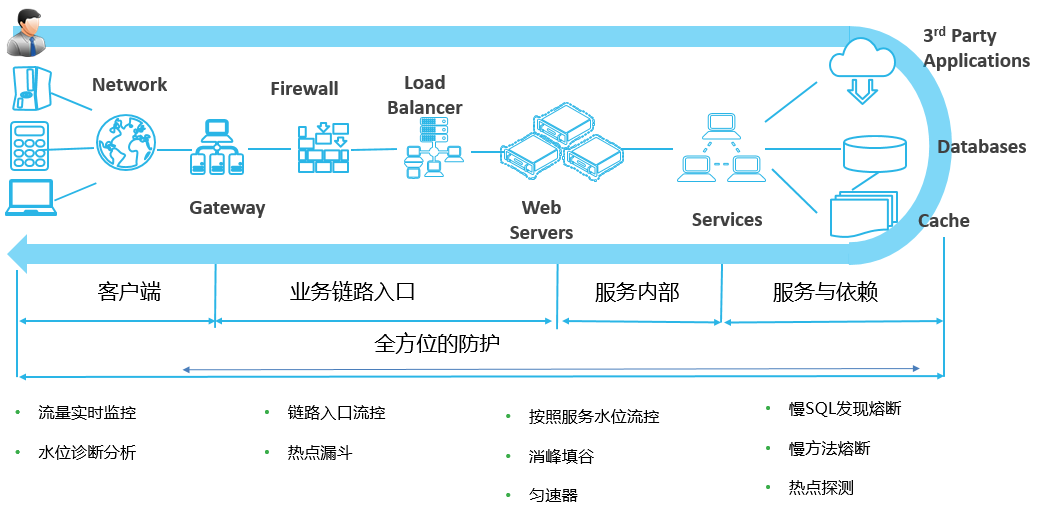 3rd Party
Applications
Network
Firewall
Load
Balancer
Databases
Gateway
Web
Servers
Services
Cache
客户端
业务链路入口
服务内部
服务与依赖
全方位的防护
• 流量实时监控
• 水位诊断分析
• 链路入口流控
• 热点漏斗
• 按照服务水位流控
• 消峰填谷
• 匀速器
• 慢SQL发现熔断
• 慢方法熔断
• 热点探测